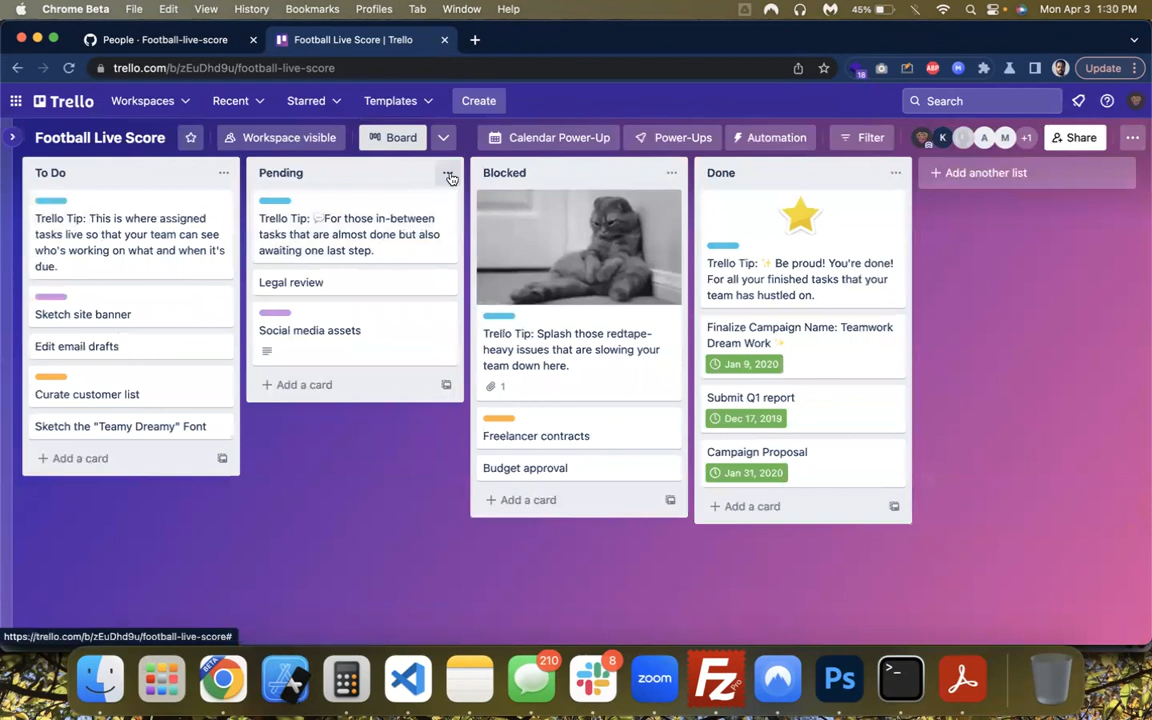 Chrome Beta File Edit View History Bookmarks Profiles Tab Window Help 45% Mon Apr 3 1:30 PM
People · Football-live-score
Football Live Score | Trello
trello.com/b/zEuDhd9u/football-live-score
18
ABP
Update
Trello
Workspaces
Recent
Starred
Templates
Create
Search
Football Live Score
Workspace visible
Board
Calendar Power-Up
Power-Ups
Automation
Filter
K
A
M
+1
Share
To Do
Trello Tip: This is where assigned
tasks live so that your team can see
who's working on what and when it's
due.
Sketch site banner
Edit email drafts
Curate customer list
Sketch the "Teamy Dreamy" Font
+ Add a card
Pending
Trello Tip: 💬For those in-between
tasks that are almost done but also
awaiting one last step.
Legal review
Social media assets
+ Add a card
Blocked
Trello Tip: Splash those redtape-
heavy issues that are slowing your
team down here.
1
Freelancer contracts
Budget approval
+ Add a card
Done
Trello Tip: ✨ Be proud! You're done!
For all your finished tasks that your
team has hustled on.
Finalize Campaign Name: Teamwork
Dream Work ✨
Jan 9, 2020
Submit Q1 report
Dec 17, 2019
Campaign Proposal
Jan 31, 2020
+ Add a card
+ Add another list
https://trello.com/b/zEuDhd9u/football-live-score#
BETA
210
8
zoom
Fz
Pro
Ps
>_